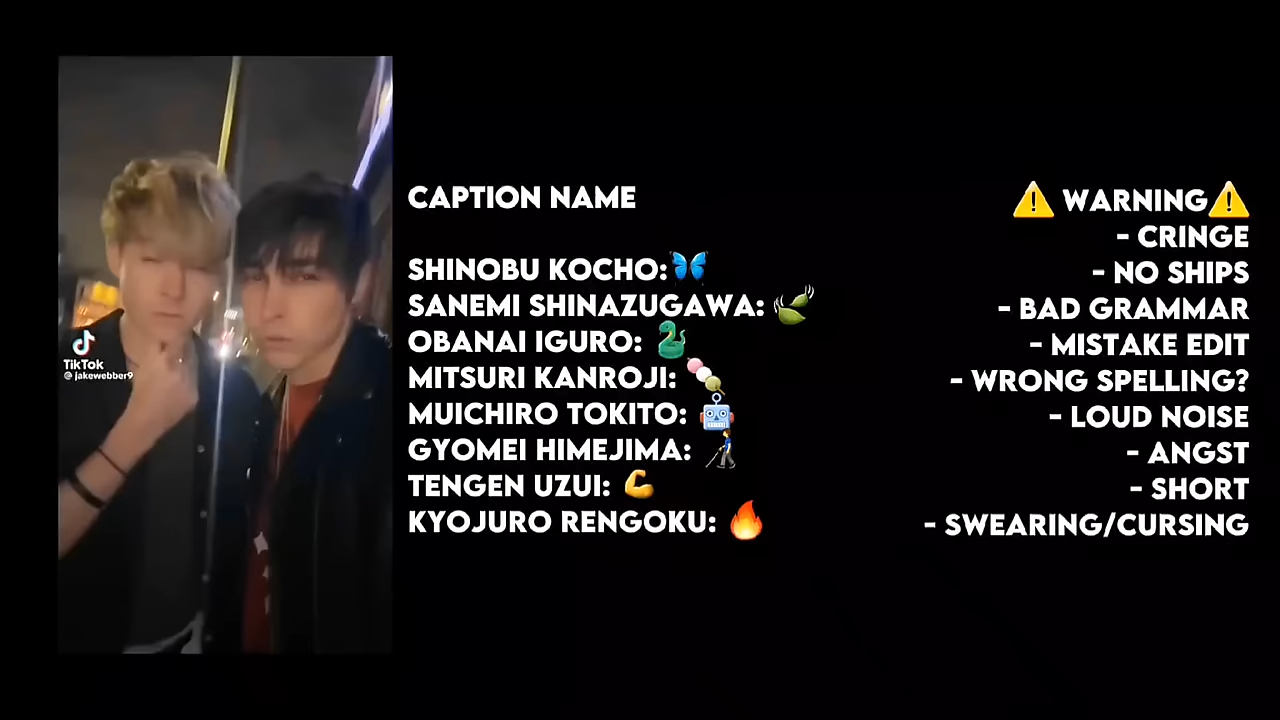 TikTok
@jakewebber9
CAPTION NAME
SHINOBU KOCHO: 🦋
SANEMI SHINAZUGAWA: 🍃
OBANAI IGURO: 🐍
MITSURI KANROJI: 🍡
MUICHIRO TOKITO: 🤖
GYOMEI HIMEJIMA: 👨‍🦯
TENGEN UZUI: 💪
KYOJURO RENGOKU: 🔥
⚠️ WARNING⚠️
- CRINGE
- NO SHIPS
- BAD GRAMMAR
- MISTAKE EDIT
- WRONG SPELLING?
- LOUD NOISE
- ANGST
- SHORT
- SWEARING/CURSING